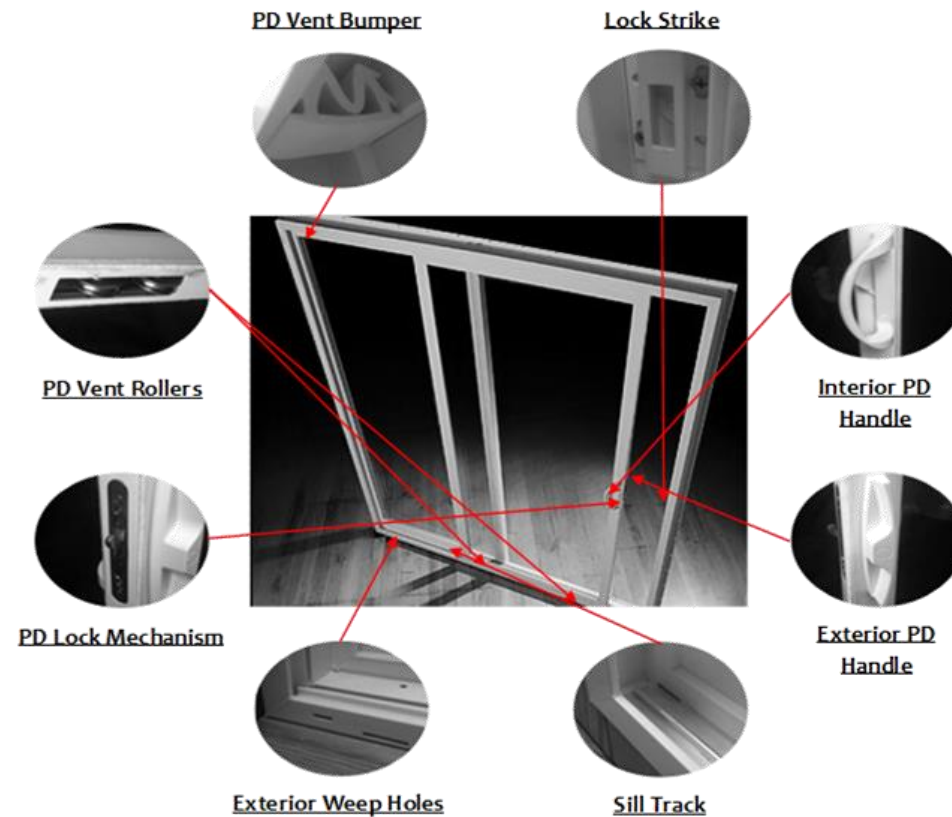 PD Vent Bumper
Lock Strike
PD Vent Rollers
Interior PD
Handle
PD Lock Mechanism
Exterior PD
Handle
Exterior Weep Holes
Sill Track